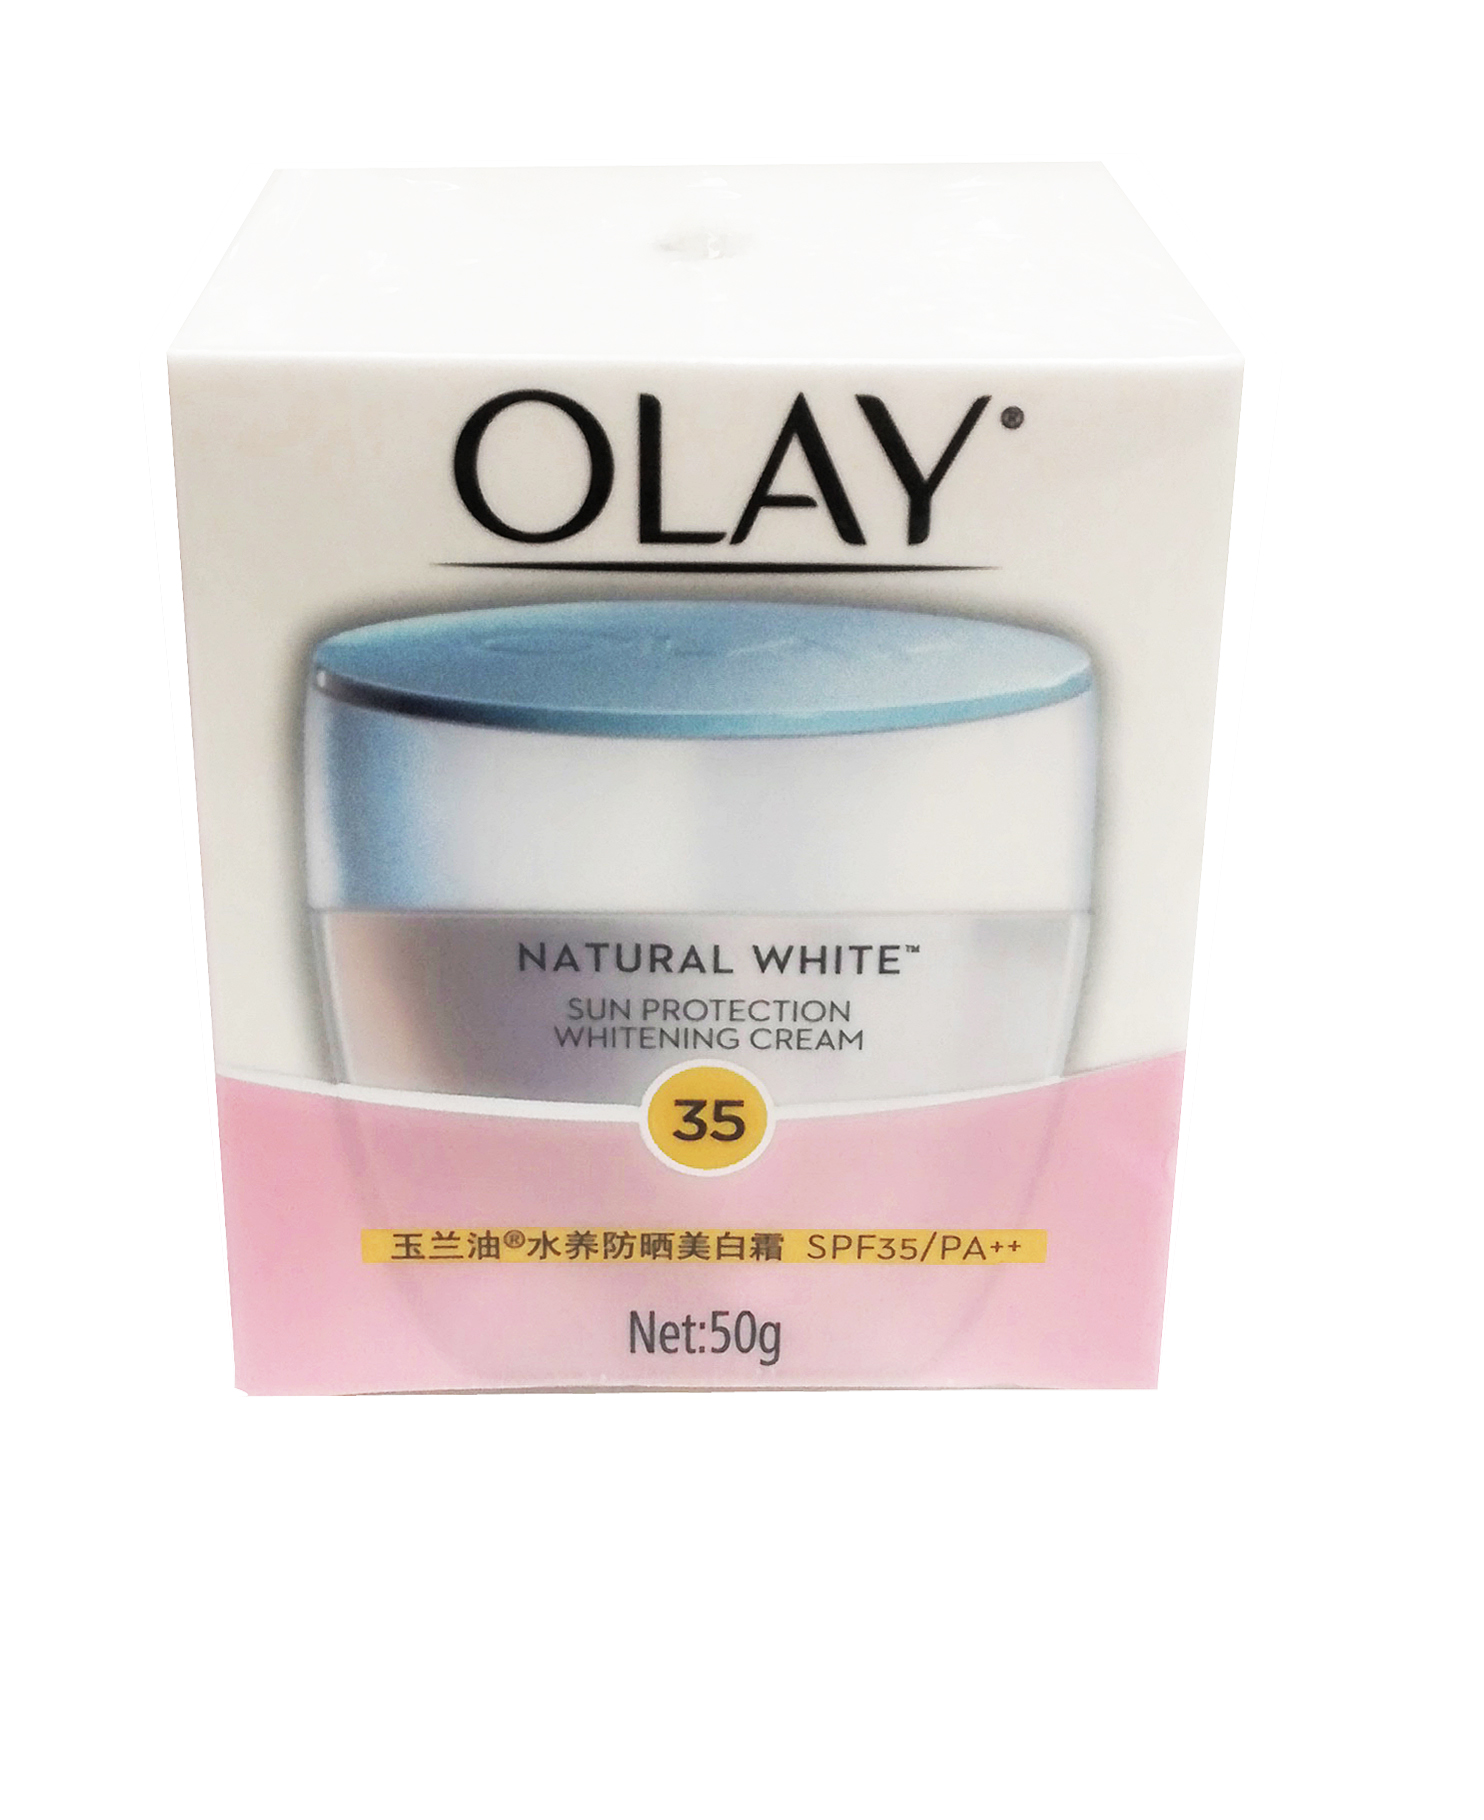 OLAY®
OLAY
NATURAL WHITE™
SUN PROTECTION
WHITENING CREAM
35
玉兰油®水养防晒美白霜 SPF35/PA++
Net:50g